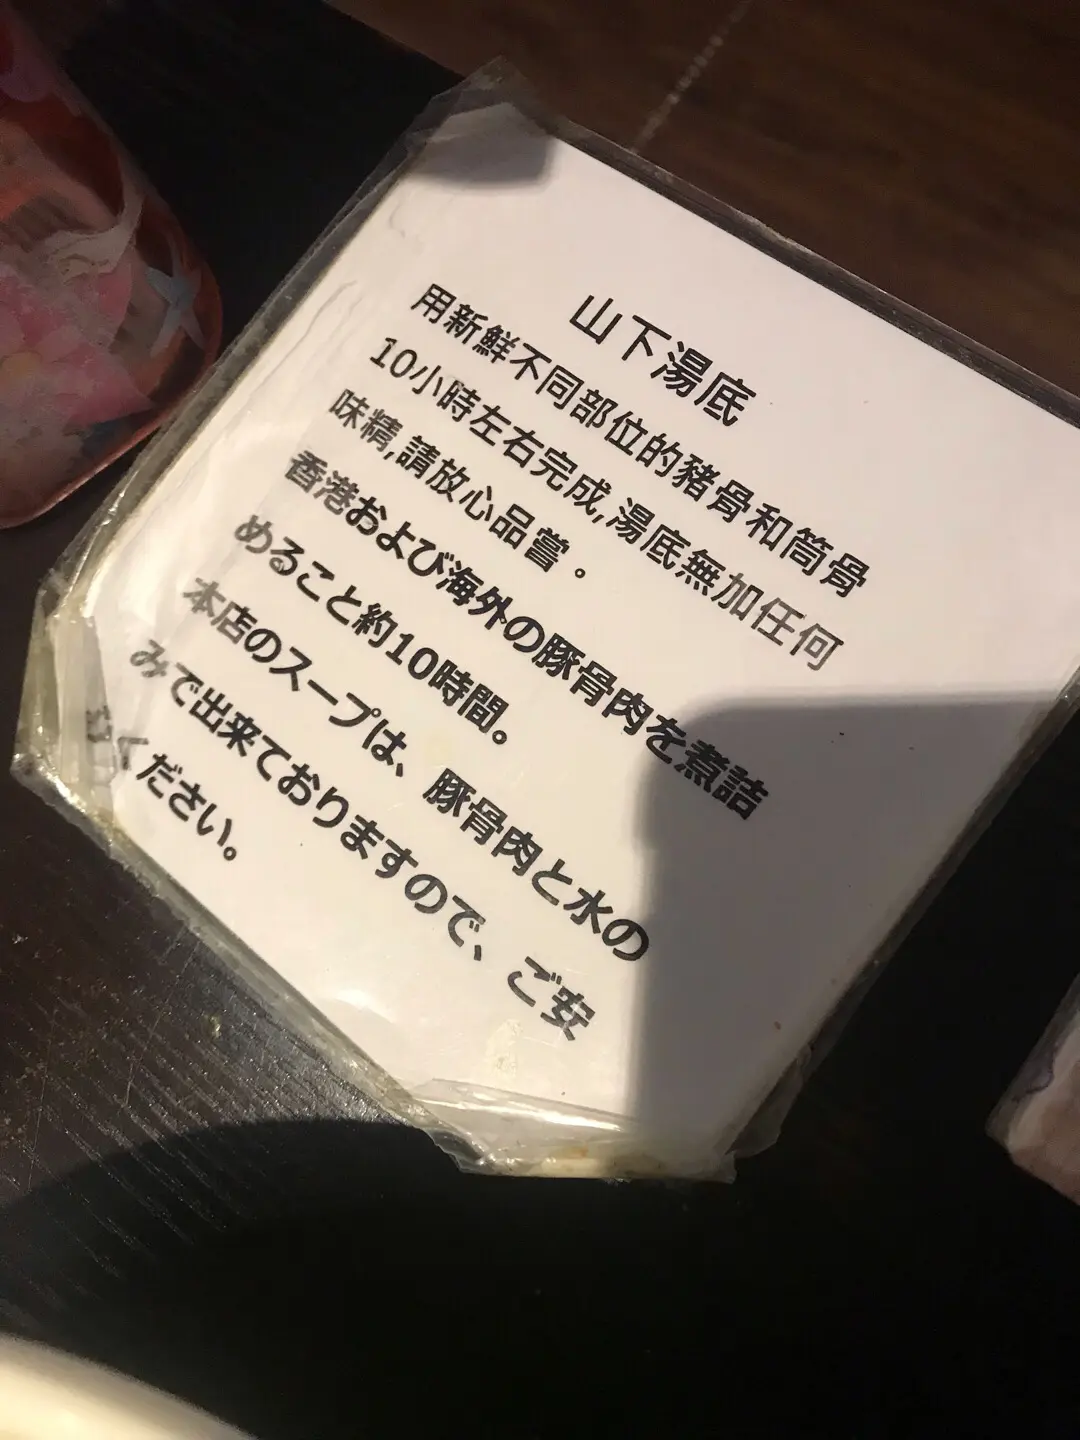 山下湯底
用新鮮不同部位的豬骨和筒骨
10小時左右完成,湯底無加任何
味精,請放心品嘗。
香港および海外の豚骨肉を煮詰
めること約10時間。
本店のスープは、豚骨肉と水の
みで出来ておりますので、ご安
ください。